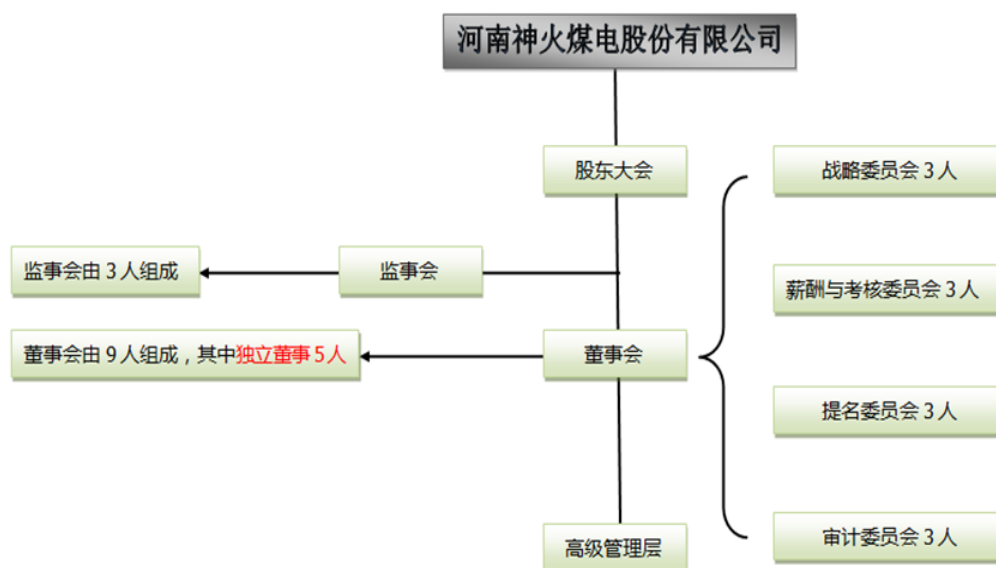 河南神火煤电股份有限公司
股东大会
战略委员会 3 人
监事会由 3 人组成
监事会
薪酬与考核委员会 3 人
董事会由 9 人组成，其中独立董事 5 人
董事会
提名委员会 3 人
高级管理层
审计委员会 3 人